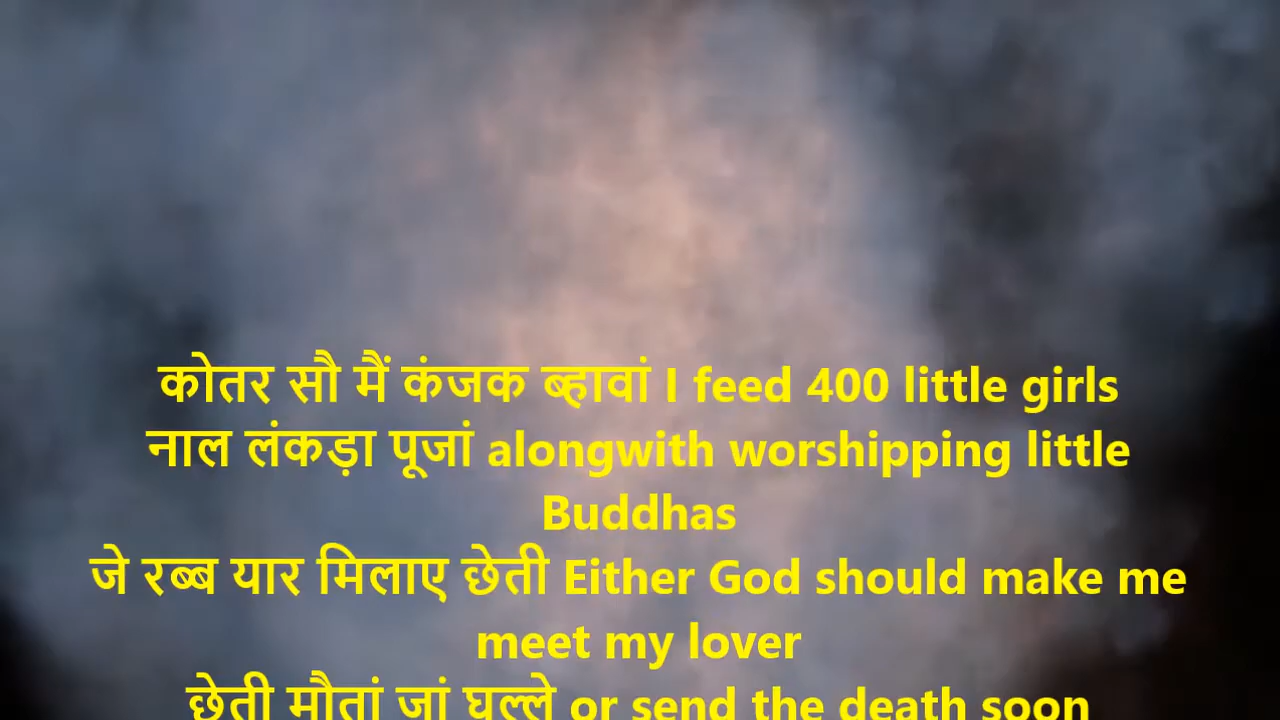 कोतर सौ मैं कंजक ब्हावां I feed 400 little girls
नाल लंकड़ा पूजां alongwith worshipping little
Buddhas
जे रब्ब यार मिलाए छेती Either God should make me
meet my lover
छेती मौतां जां घल्ले or send the death soon